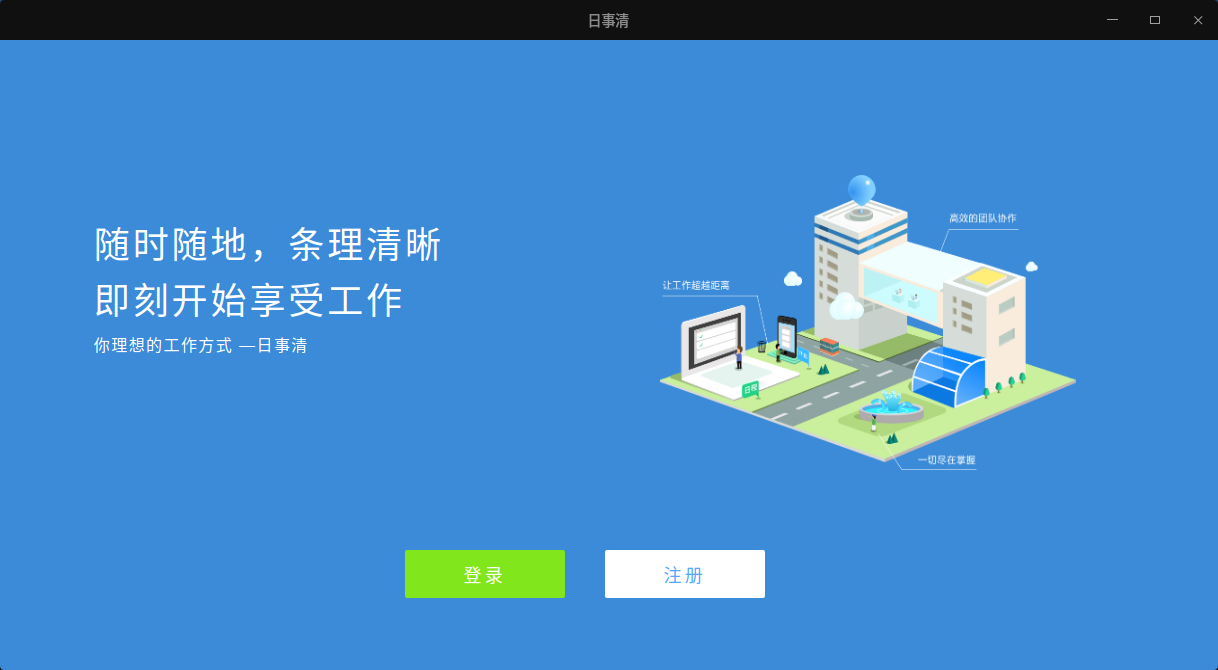 日事清
随时随地，条理清晰
即刻开始享受工作
你理想的工作方式 —日事清
高效的团队协作
让工作超越距离
日程
一切尽在掌握
登录
注册